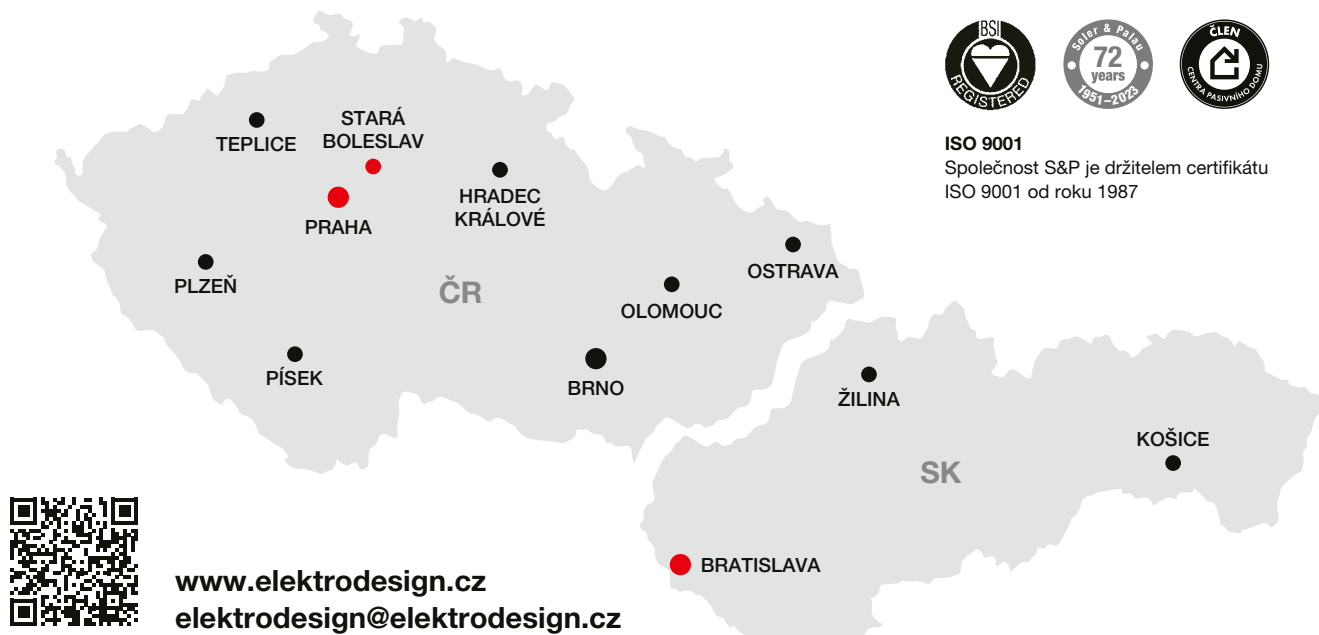 BSI
REGISTERED
Soler & Palau
72
years
1951–2023
ČLEN
CENTRA PASIVNÍHO DOMU
ISO 9001
Společnost S&P je držitelem certifikátu
ISO 9001 od roku 1987
TEPLICE
STARÁ
BOLESLAV
PRAHA
HRADEC
KRÁLOVÉ
PLZEŇ
ČR
OSTRAVA
OLOMOUC
PÍSEK
BRNO
ŽILINA
KOŠICE
SK
BRATISLAVA
www.elektrodesign.cz
elektrodesign@elektrodesign.cz